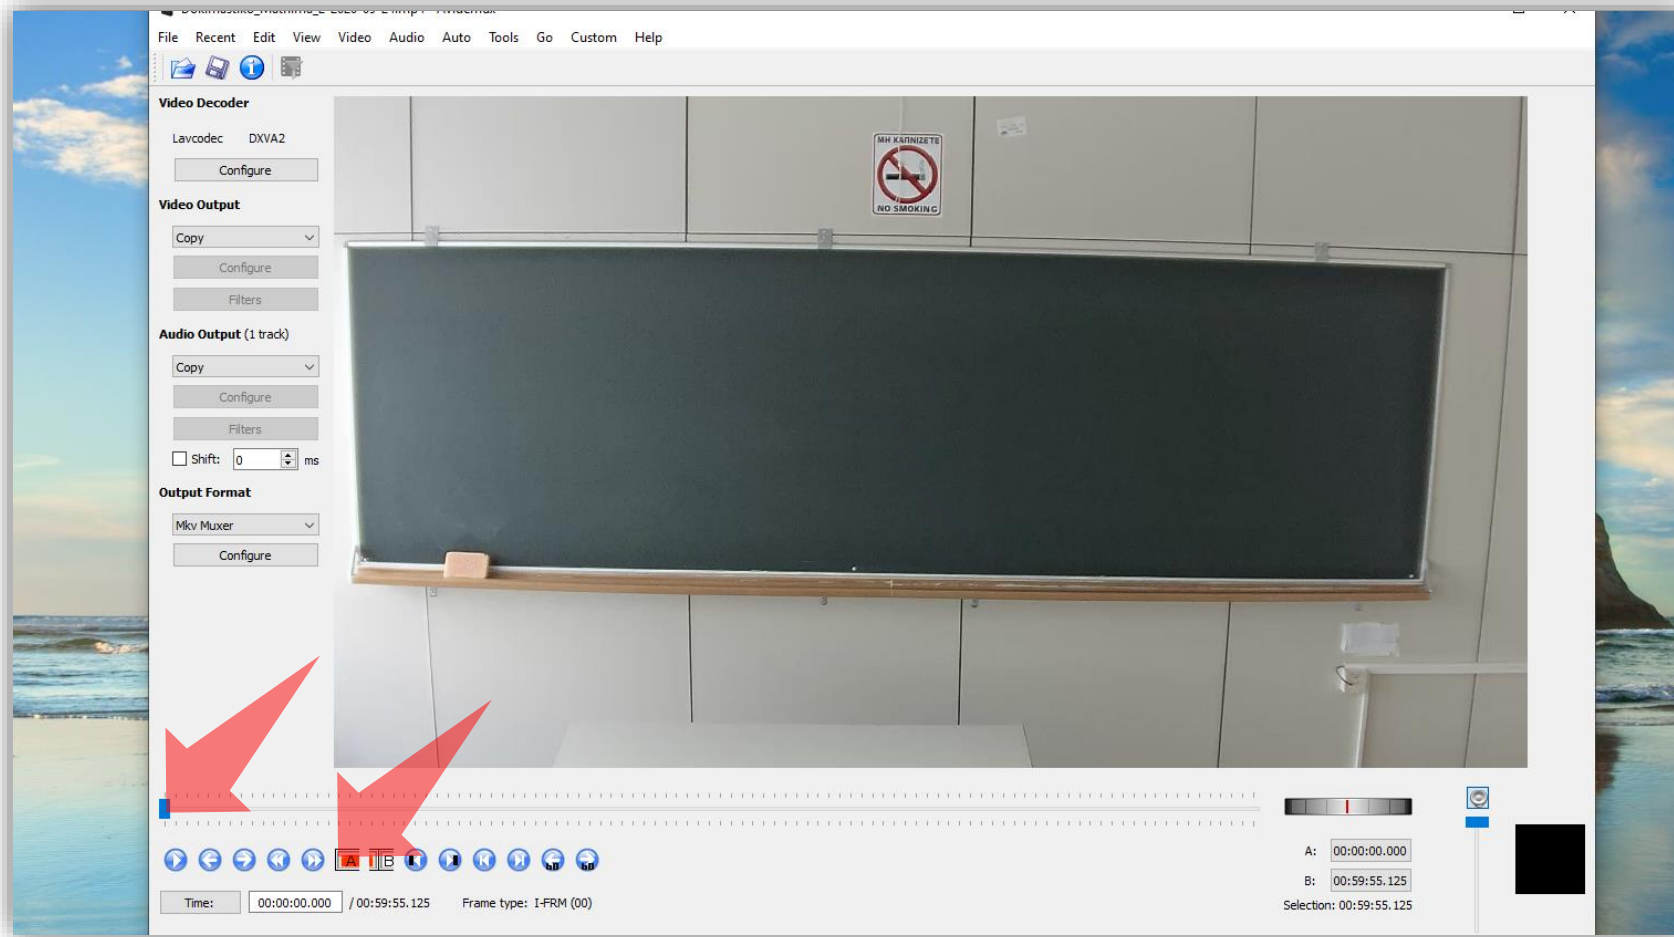 File Recent Edit View Video Audio Auto Tools Go Custom Help
Video Decoder
Lavcodec DXVA2
Configure
Video Output
Copy
Configure
Filters
Audio Output (1 track)
Copy
Configure
Filters
Shift: 0 ms
Output Format
Mkv Muxer
Configure
ΜΗ ΚΑΠΝΙΖΕΤΕ
NO SMOKING
A B
60 60
A: 00:00:00.000
B: 00:59:55.125
Selection: 00:59:55.125
Time: 00:00:00.000 / 00:59:55.125 Frame type: I-FRM (00)